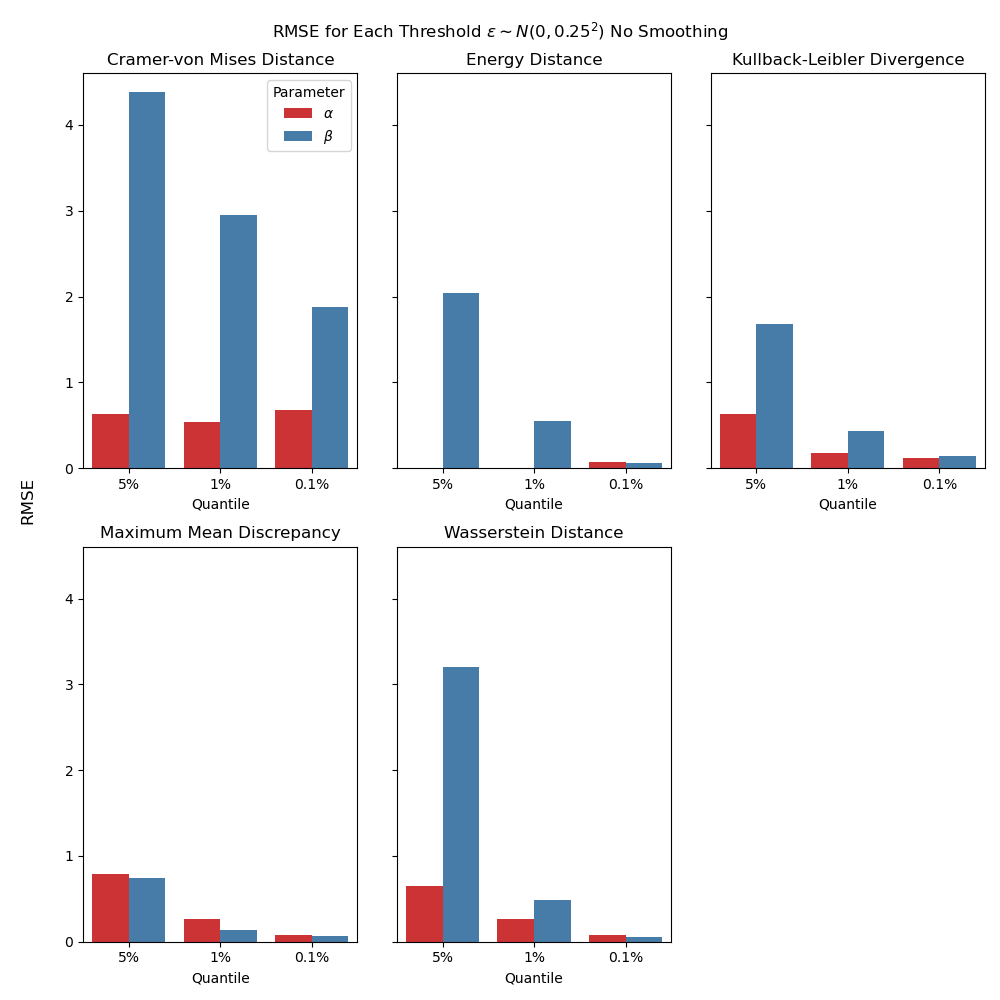 RMSE for Each Threshold ε ~ N(0, 0.25²) No Smoothing
Cramer-von Mises Distance
Parameter
α
β
4
3
2
1
0
5% 1% 0.1%
Quantile
Energy Distance
5% 1% 0.1%
Quantile
Kullback-Leibler Divergence
5% 1% 0.1%
Quantile
RMSE
Maximum Mean Discrepancy
4
3
2
1
0
5% 1% 0.1%
Quantile
Wasserstein Distance
5% 1% 0.1%
Quantile